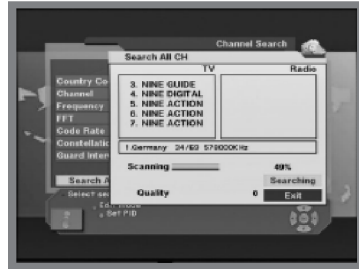 Channel Search
Search All CH
TV Radio
Country Co
Channel
Frequency
FFT
Code Rate
Constellatic
Guard Inter
3. NINE GUIDE
4. NINE DIGITAL
5. NINE ACTION
6. NINE ACTION
7. NINE ACTION
1.Germany 34/69 578000KHz
Scanning 49%
Searching
Quality 0
Exit
Search A
Select se
: Set PID